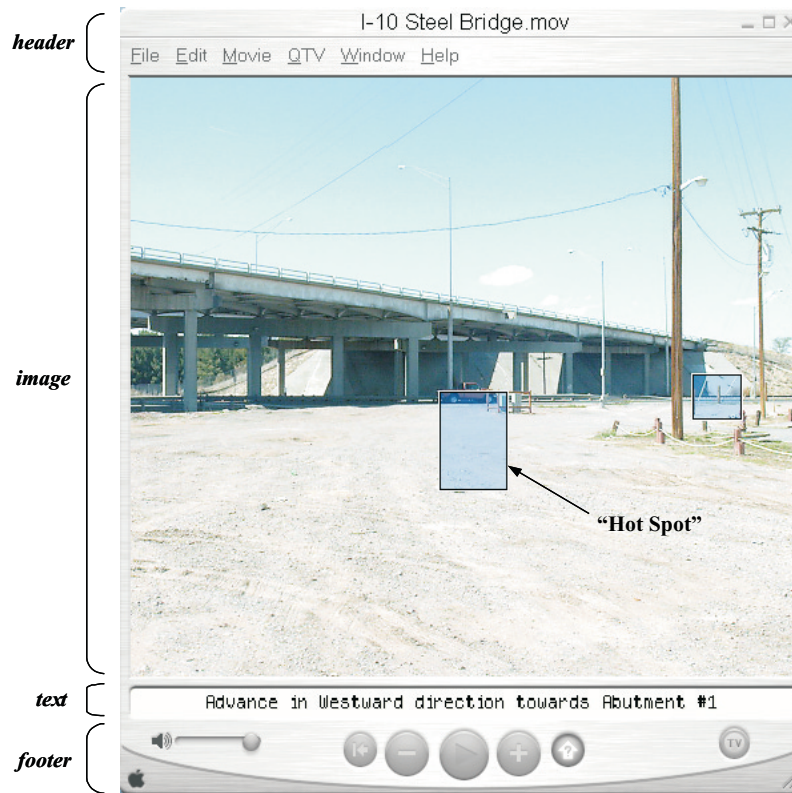 I-10 Steel Bridge.mov
header
File Edit Movie QTV Window Help
image
“Hot Spot”
text
Advance in Westward direction towards Abutment #1
footer
TV